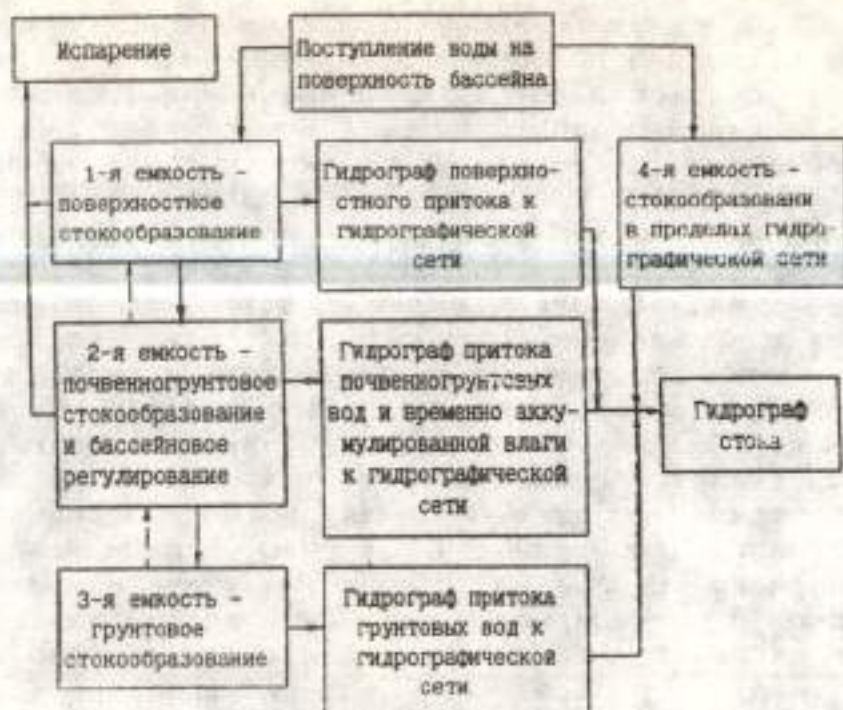 Испарение
Поступление воды на
поверхность бассейна
1-я емкость -
поверхностное
стокообразование
Гидрограф поверхно-
стного притока к
гидрографической
сети
4-я емкость -
стокообразовани
в пределах гидро-
графической сети
2-я емкость -
почвенногрунтовое
стокообразование
и бассейновое
регулирование
Гидрограф притока
почвенногрунтовых
вод и временно акку-
мулированной влаги
к гидрографической
сети
Гидрограф
стока
3-я емкость -
грунтовое
стокообразование
Гидрограф притока
грунтовых вод к
гидрографической
сети